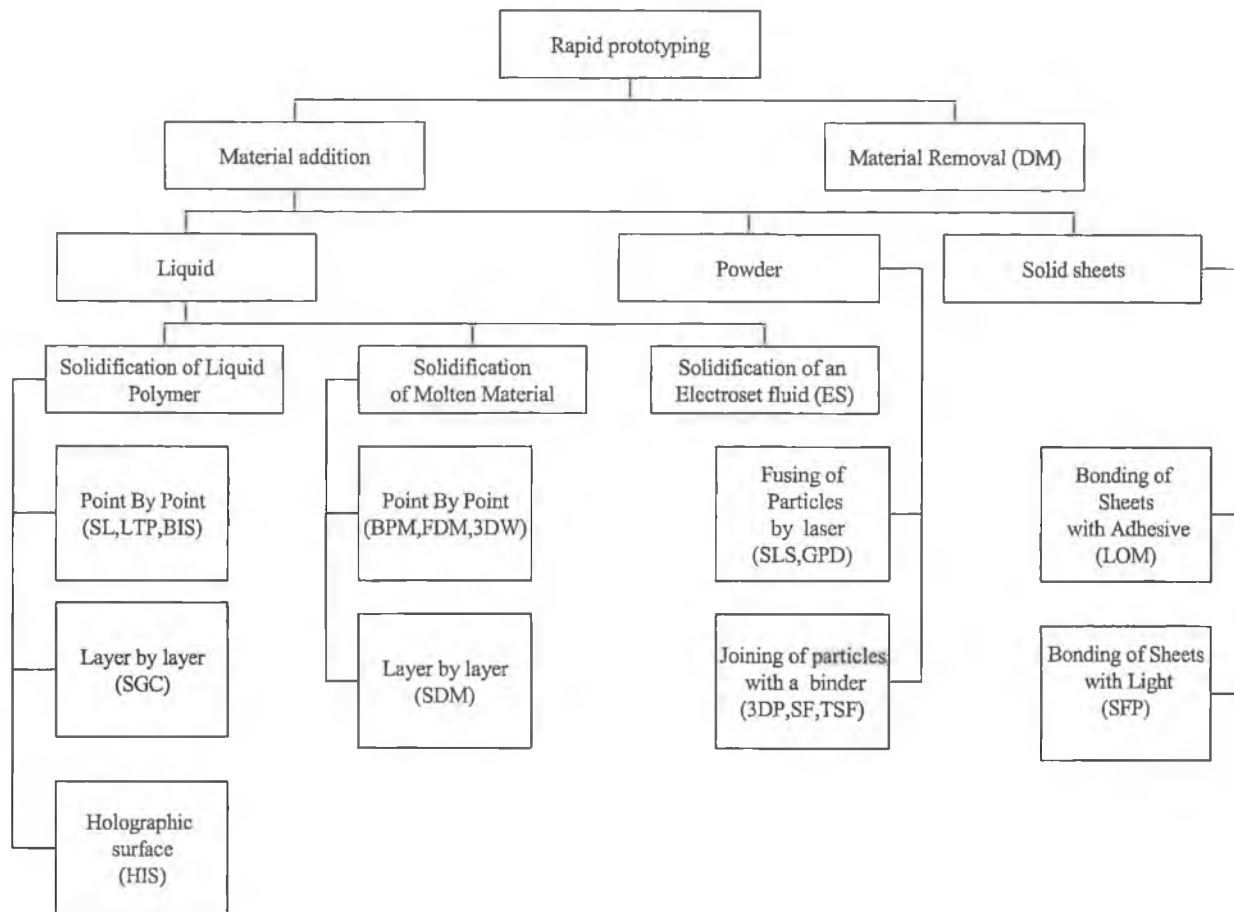 Rapid prototyping
Material addition
Material Removal (DM)
Liquid
Powder
Solid sheets
Solidification of Liquid
Polymer
Solidification
of Molten Material
Solidification of an
Electroset fluid (ES)
Point By Point
(SL,LTP,BIS)
Point By Point
(BPM,FDM,3DW)
Fusing of
Particles
by laser
(SLS,GPD)
Bonding of
Sheets
with Adhesive
(LOM)
Layer by layer
(SGC)
Layer by layer
(SDM)
Joining of particles
with a binder
(3DP,SF,TSF)
Bonding of Sheets
with Light
(SFP)
Holographic
surface
(HIS)